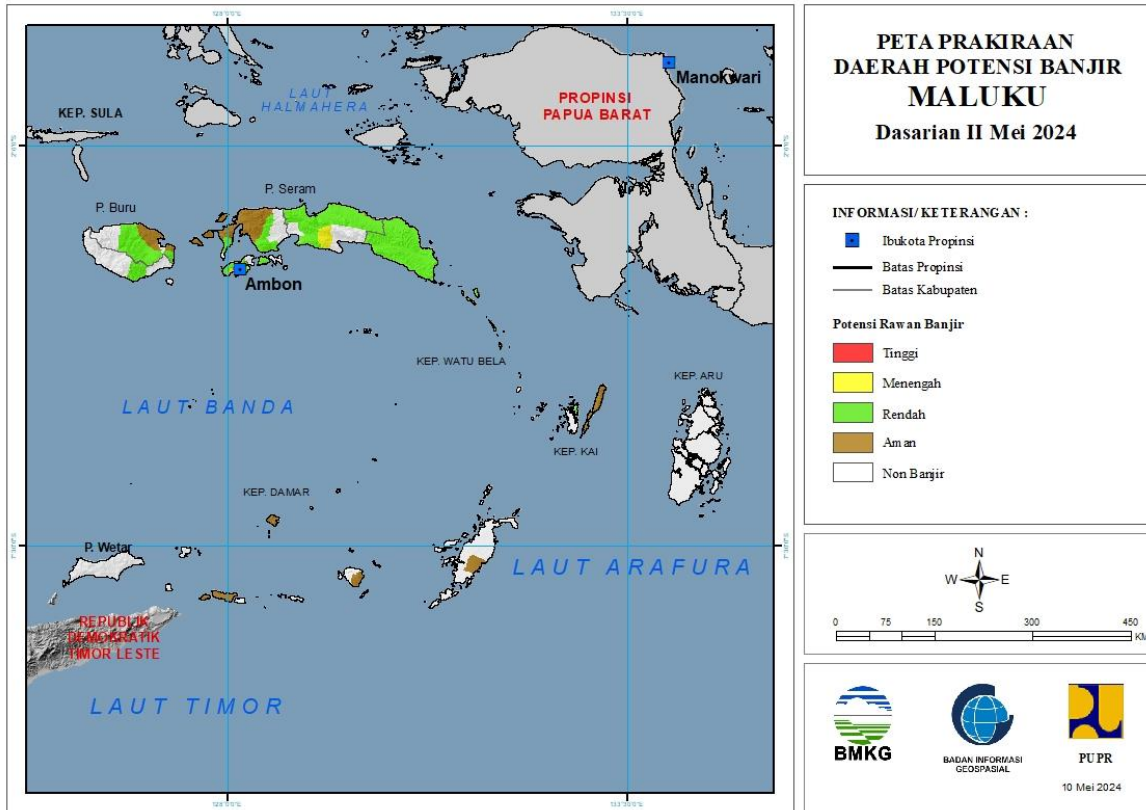 Manokwari
LAUT
HALMAHERA
PROPINSI
PAPUA BARAT
KEP. SULA
P. Seram
P. Buru
Ambon
KEP. WATU BELA
KEP. ARU
LAUT BANDA
KEP. KAI
KEP. DAMAR
P. Wetar
LAUT ARAFURA
REPUBLIK
DEMOKRATIK
TIMOR LESTE
LAUT TIMOR
PETA PRAKIRAAN
DAERAH POTENSI BANJIR
MALUKU
Dasarian II Mei 2024
INFORMASI/ KETERANGAN :
Ibukota Propinsi
Batas Propinsi
Batas Kabupaten
Potensi Rawan Banjir
Tinggi
Menengah
Rendah
Aman
Non Banjir
N
W E
S
0 75 150 300 450
KM
BMKG
BADAN INFORMASI
GEOSPASIAL
PUPR
10 Mei 2024